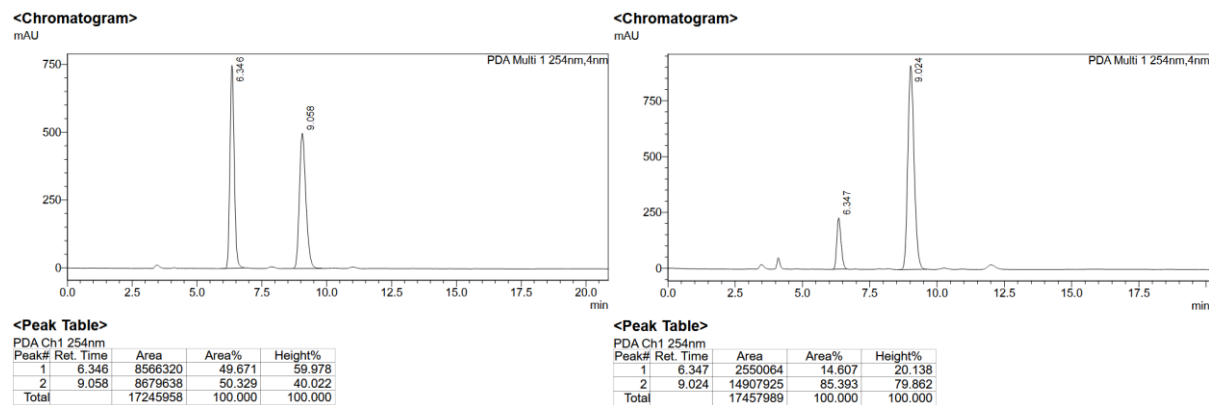 <Chromatogram>
mAU
PDA Multi 1 254nm,4nm
750
500
250
0
6.346
9.058
0.0 2.5 5.0 7.5 10.0 12.5 15.0 17.5 20.0
min
<Peak Table>
PDA Ch1 254nm
Peak# Ret. Time Area Area% Height%
1 6.346 8566320 49.671 59.978
2 9.058 8679638 50.329 40.022
Total 17245958 100.000 100.000
<Chromatogram>
mAU
PDA Multi 1 254nm,4nm
750
500
250
0
6.347
9.024
0.0 2.5 5.0 7.5 10.0 12.5 15.0 17.5
min
<Peak Table>
PDA Ch1 254nm
Peak# Ret. Time Area Area% Height%
1 6.347 2550064 14.607 20.138
2 9.024 14907925 85.393 79.862
Total 17457989 100.000 100.000